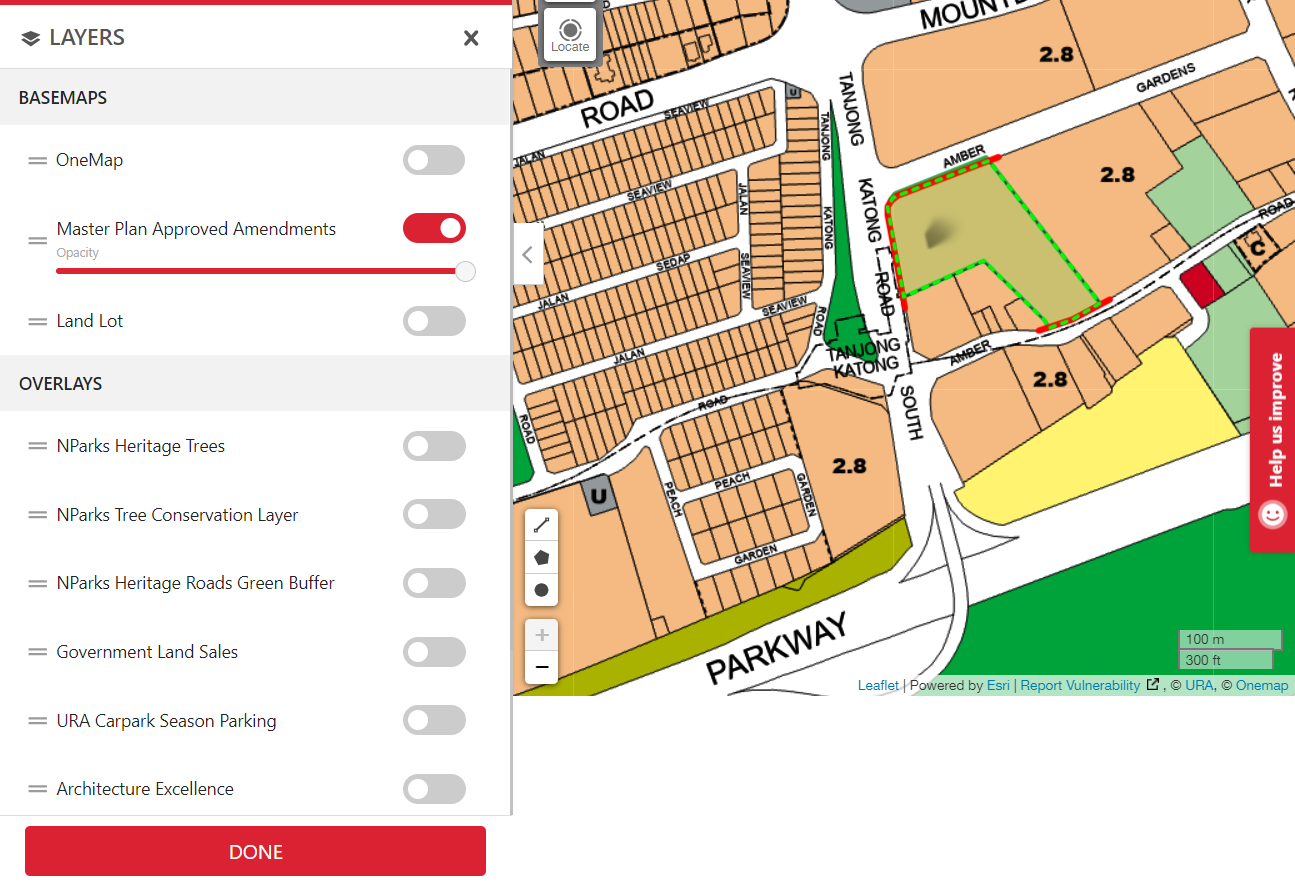 LAYERS
BASEMAPS
OneMap
Master Plan Approved Amendments
Opacity
Land Lot
OVERLAYS
NParks Heritage Trees
NParks Tree Conservation Layer
NParks Heritage Roads Green Buffer
Government Land Sales
URA Carpark Season Parking
Architecture Excellence
DONE
Locate
2.8
GARDENS
ROAD
SEAVIEW
U
TANJONG
TANJONG
JALAN
AMBER
2.8
SEAVIEW
JALAN
KATONG
KATONG
ROAD
C
SEDAP
SEAVIEW
ROAD
JALAN
SEAVIEW
ROAD
JALAN
TANJONG
KATONG
AMBER
2.8
ROAD
ROAD
SOUTH
2.8
U
PEACH
PEACH
GARDEN
GARDEN
PARKWAY
+
−
100 m
300 ft
Leaflet | Powered by Esri | Report Vulnerability , © URA, © Onemap
Help us improve